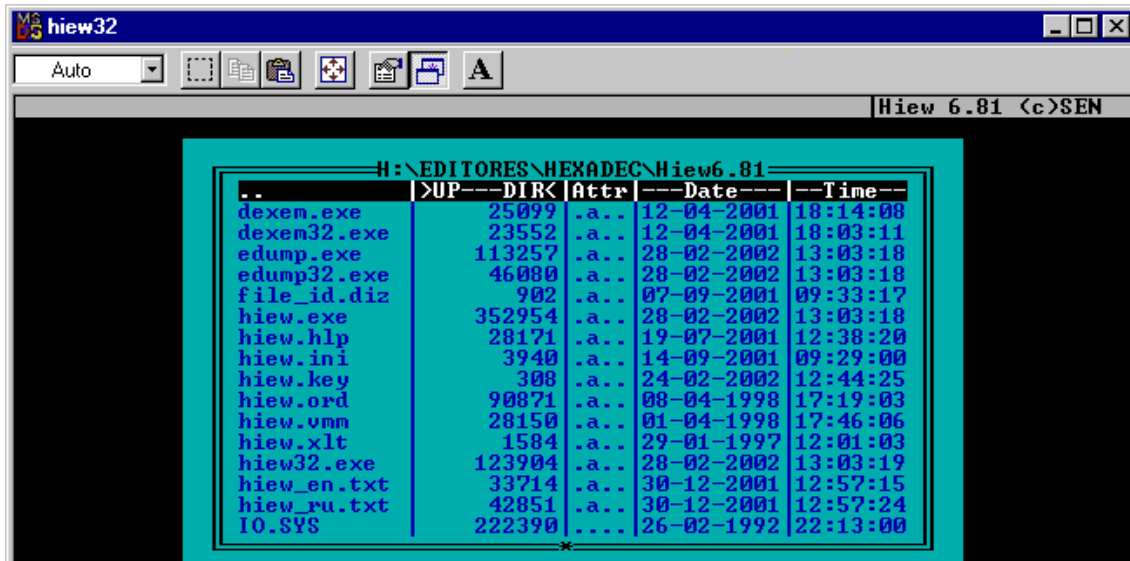 MS DOS hiew32
Auto A
Hiew 6.81 (c)SEN
H:\EDITORES\HEXADEC\Hiew6.81
.. |>UP---DIR<|Attr|---Date---|--Time--
dexem.exe 25099|.a..|12-04-2001|18:14:08
dexem32.exe 23552|.a..|12-04-2001|18:03:11
edump.exe 113257|.a..|28-02-2002|13:03:18
edump32.exe 46080|.a..|28-02-2002|13:03:18
file_id.diz 902|.a..|07-09-2001|09:33:17
hiew.exe 352954|.a..|28-02-2002|13:03:18
hiew.hlp 28171|.a..|19-07-2001|12:38:20
hiew.ini 3940|.a..|14-09-2001|09:29:00
hiew.key 308|.a..|24-02-2002|12:44:25
hiew.ord 90871|.a..|08-04-1998|17:19:03
hiew.vmm 28150|.a..|01-04-1998|17:46:06
hiew.xlt 1584|.a..|29-01-1997|12:01:03
hiew32.exe 123904|.a..|28-02-2002|13:03:19
hiew_en.txt 33714|.a..|30-12-2001|12:57:15
hiew_ru.txt 42851|.a..|30-12-2001|12:57:24
IO.SYS 222390|....|26-02-1992|22:13:00
*